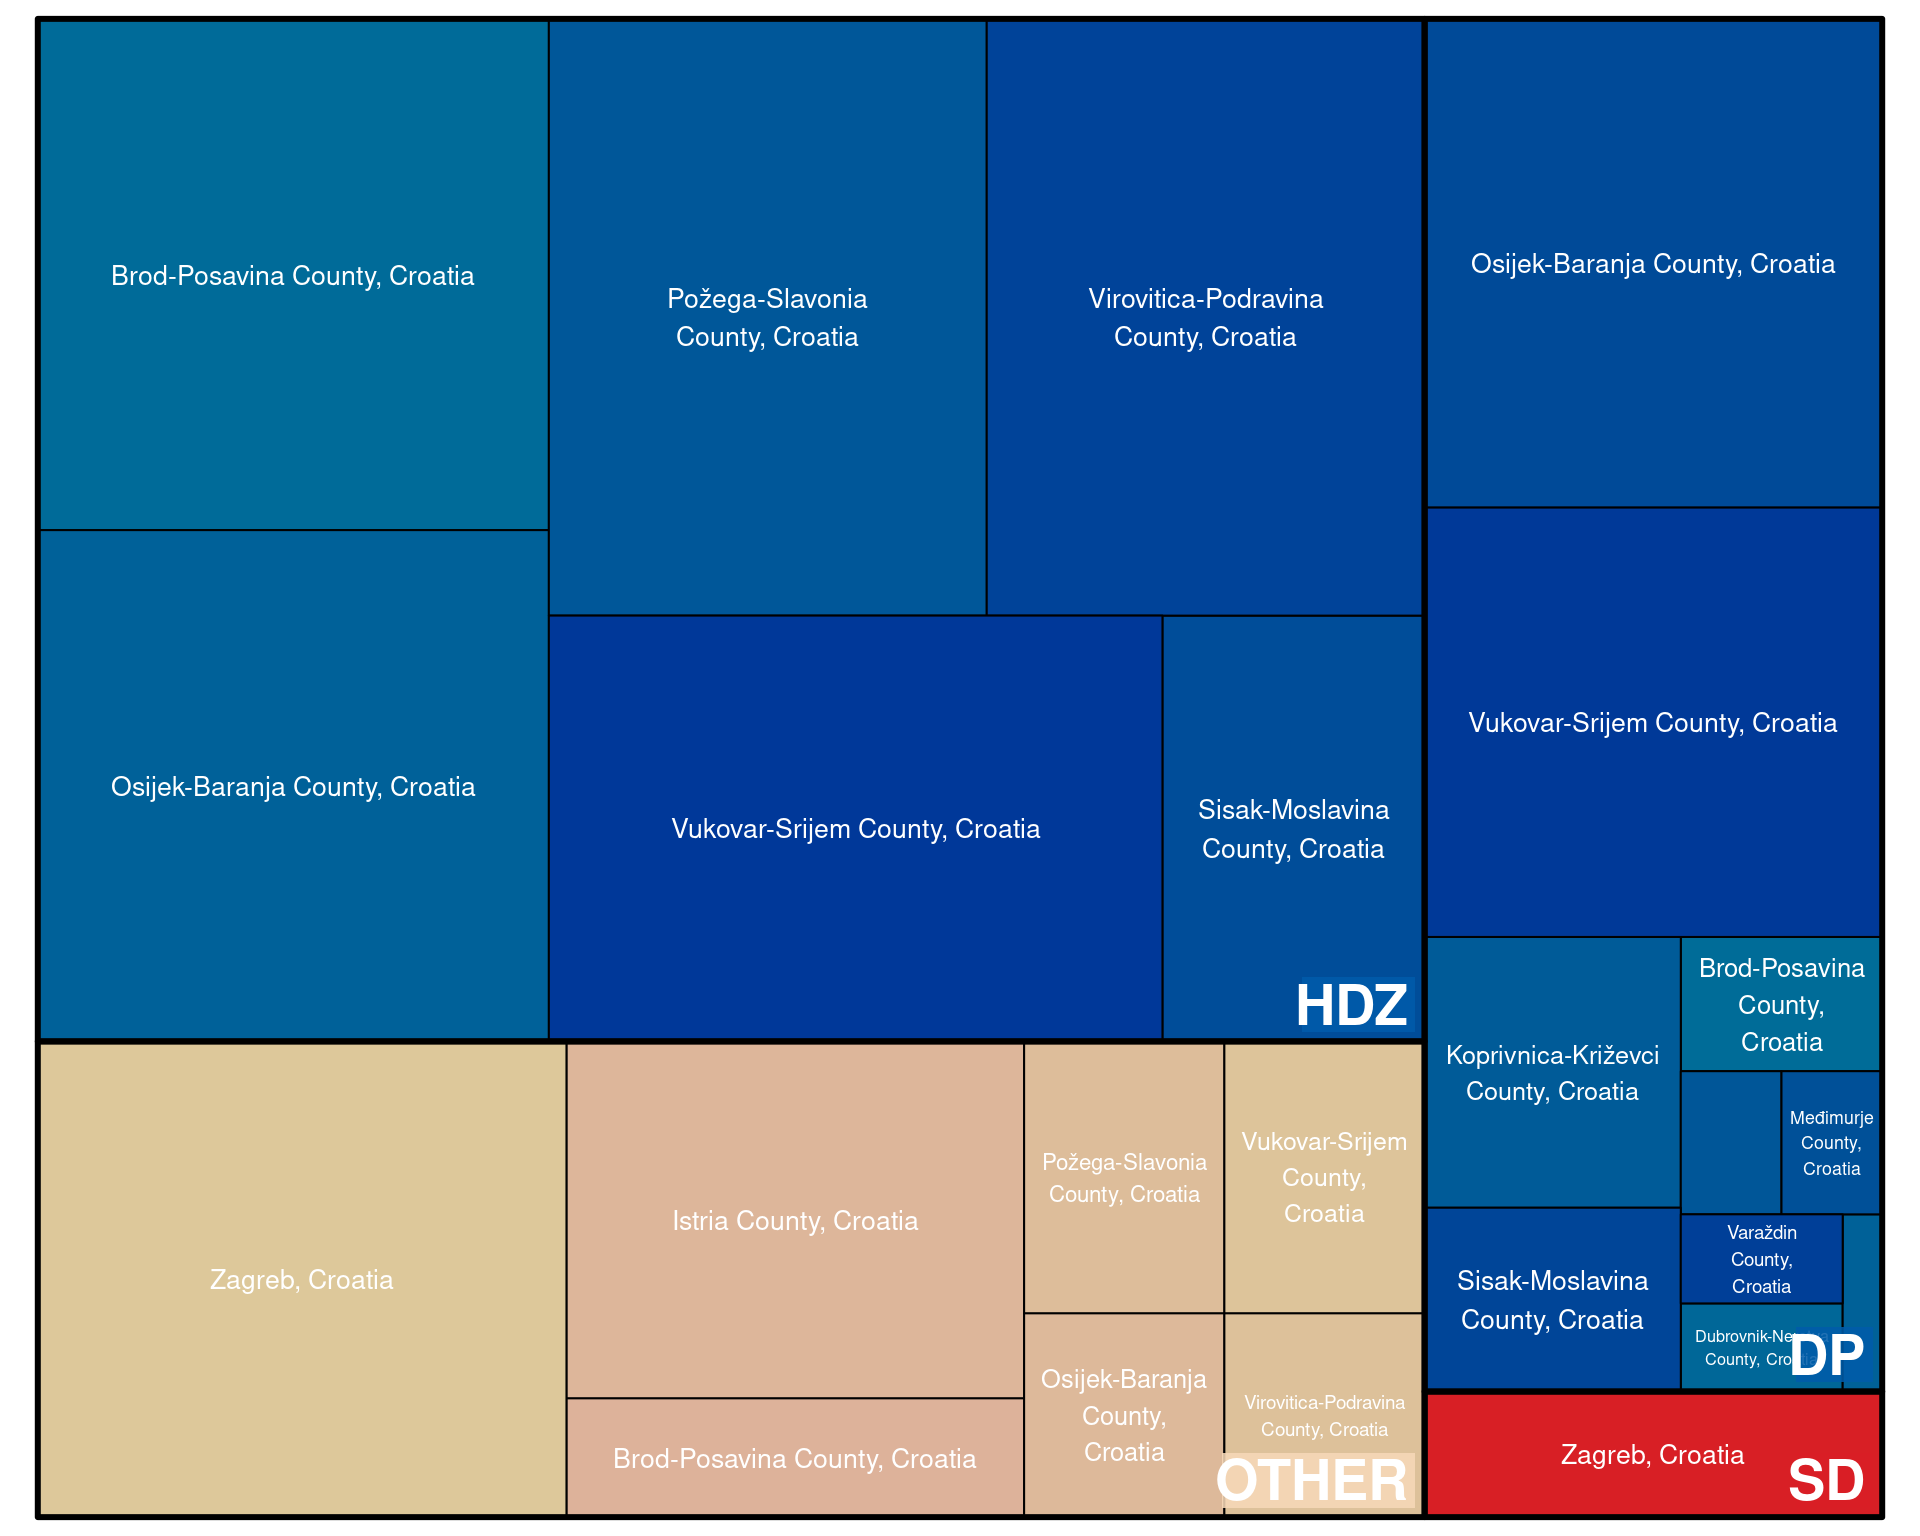 Brod-Posavina County, Croatia
Požega-Slavonia
County, Croatia
Virovitica-Podravina
County, Croatia
Osijek-Baranja County, Croatia
Vukovar-Srijem County, Croatia
Sisak-Moslavina
County, Croatia
HDZ
Osijek-Baranja County, Croatia
Vukovar-Srijem County, Croatia
Koprivnica-Križevci
County, Croatia
Brod-Posavina
County,
Croatia
Međimurje
County,
Croatia
Sisak-Moslavina
County, Croatia
Varaždin
County,
Croatia
County,
DP
Zagreb, Croatia
Istria County, Croatia
Brod-Posavina County, Croatia
Požega-Slavonia
County, Croatia
Vukovar-Srijem
County,
Croatia
Osijek-Baranja
County,
Croatia
Virovitica-Podravina
County, Croatia
OTHER
Zagreb, Croatia
SD